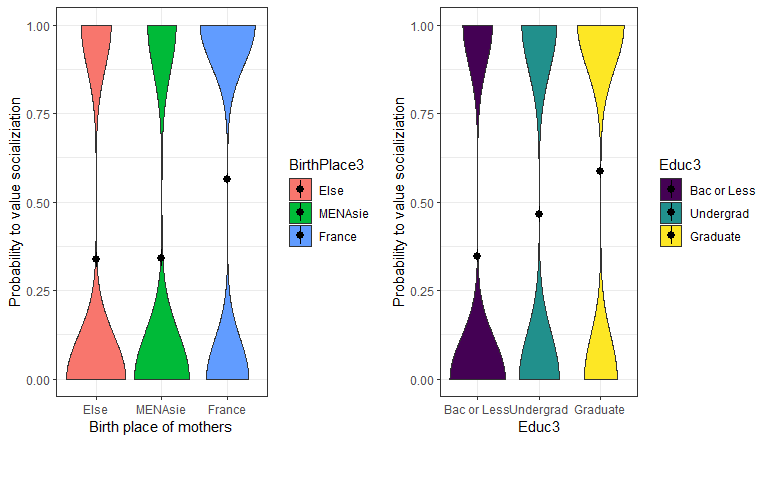 Probability to value socializiation
1.00
0.75
0.50
0.25
0.00
Else MENAsie France
Birth place of mothers
BirthPlace3
Else
MENAsie
France
Probability to value socializiation
1.00
0.75
0.50
0.25
0.00
Bac or Less Undergrad Graduate
Educ3
Educ3
Bac or Less
Undergrad
Graduate